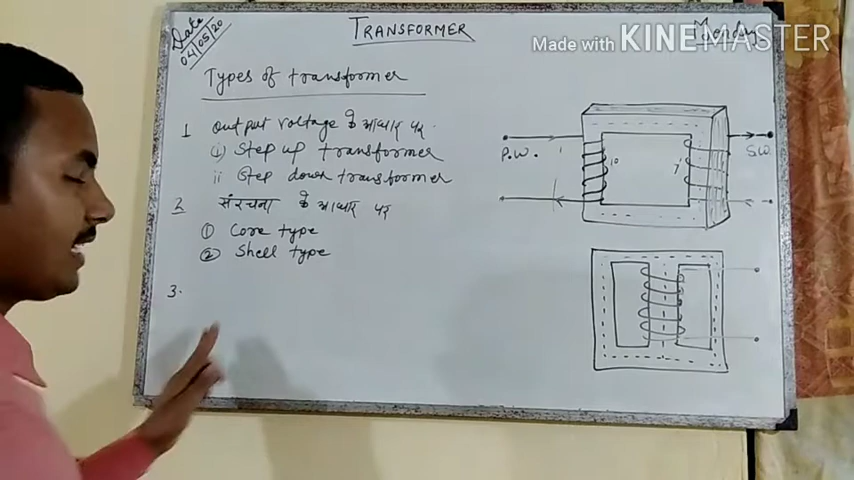 Date
04/05/20
TRANSFORMER
Monday
Made with KINEMASTER
Types of transformer
1 Output voltage के आधार पर
(i) Step up transformer
ii Step down transformer
2 संरचना के आधार पर
① Core type
② Shell type
3.
P.W.
S.W